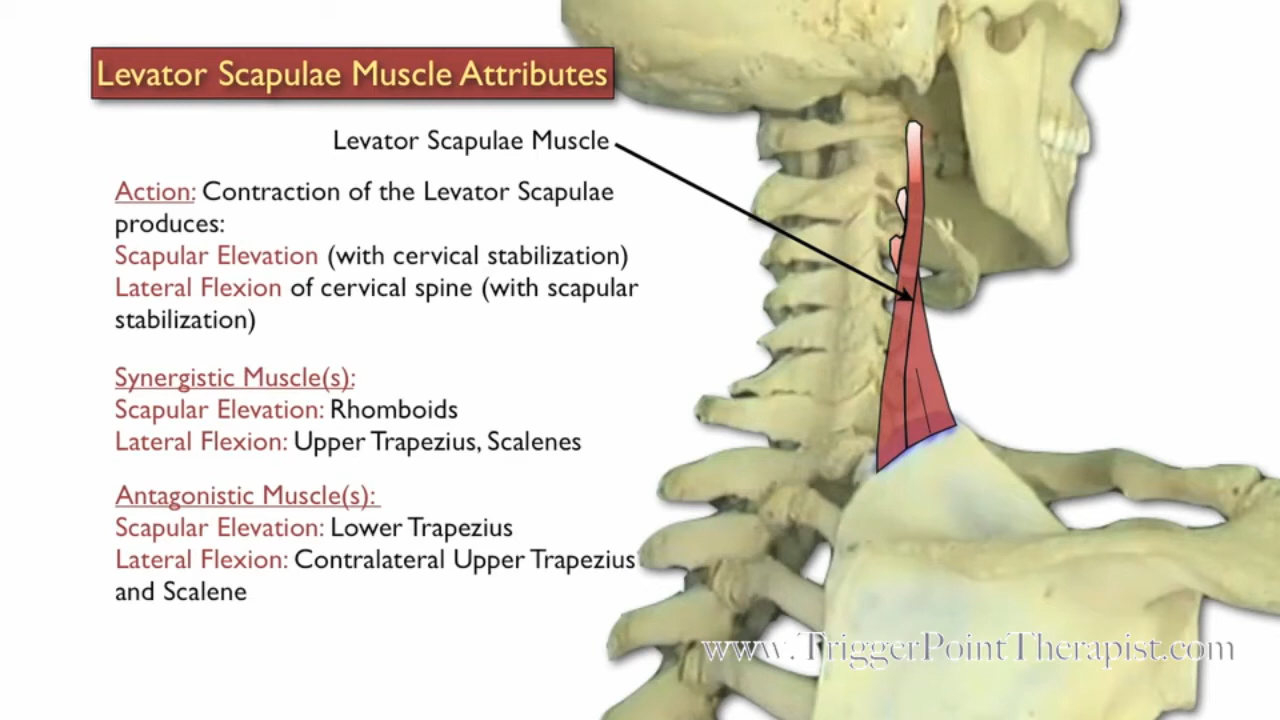 Levator Scapulae Muscle Attributes
Levator Scapulae Muscle
Action: Contraction of the Levator Scapulae
produces:
Scapular Elevation (with cervical stabilization)
Lateral Flexion of cervical spine (with scapular
stabilization)
Synergistic Muscle(s):
Scapular Elevation: Rhomboids
Lateral Flexion: Upper Trapezius, Scalenes
Antagonistic Muscle(s):
Scapular Elevation: Lower Trapezius
Lateral Flexion: Contralateral Upper Trapezius
and Scalene
www.TriggerPointTherapist.com